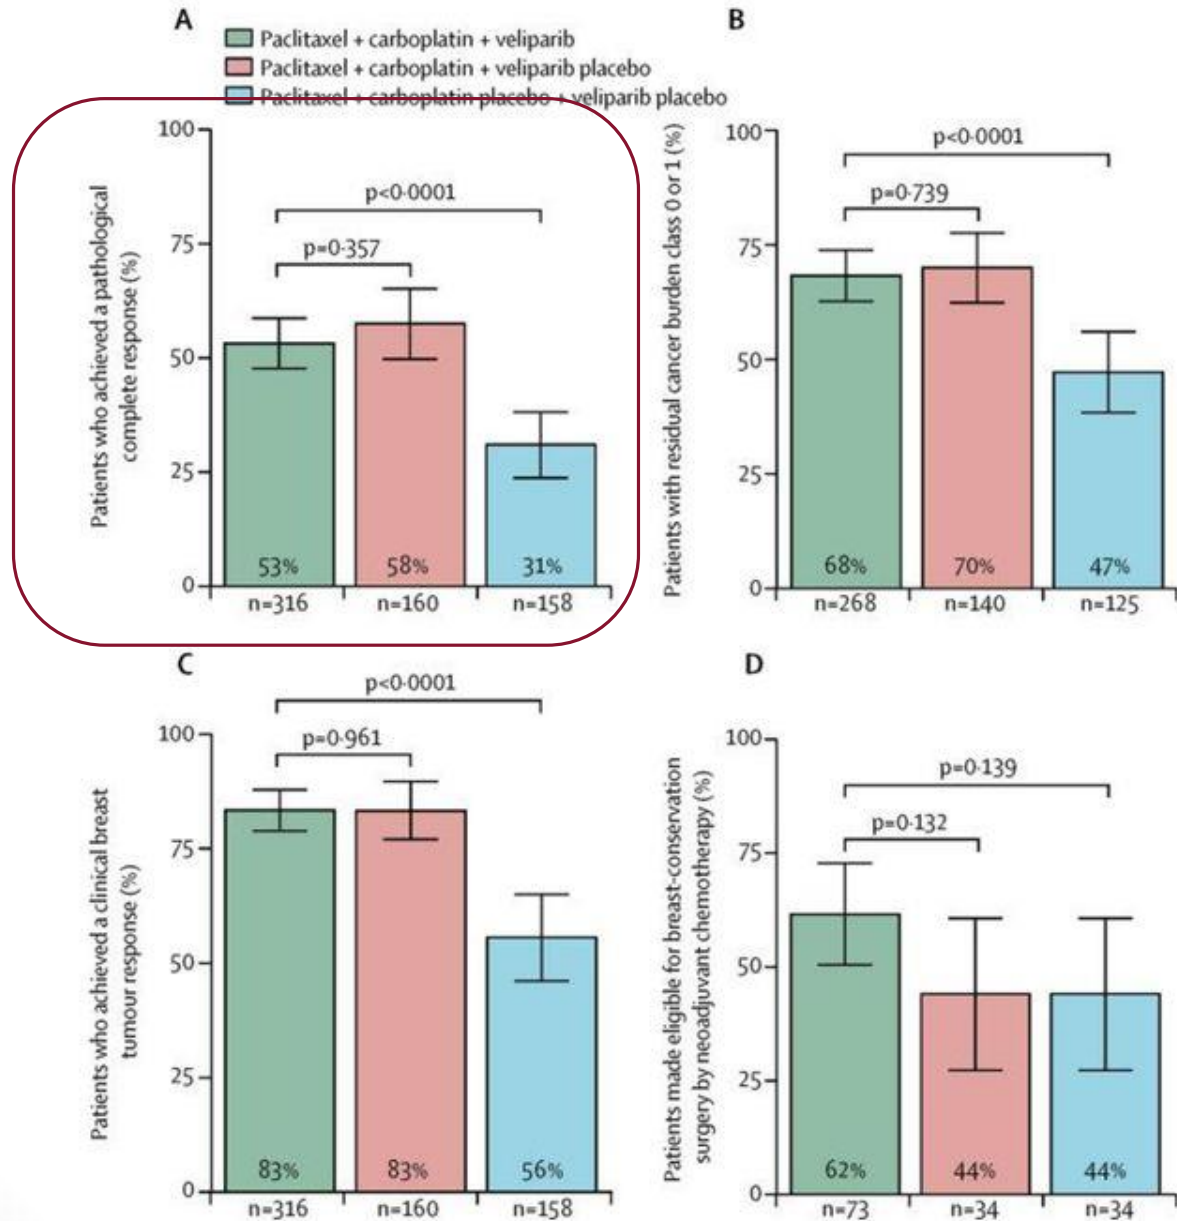 A
Paclitaxel + carboplatin + veliparib
Paclitaxel + carboplatin + veliparib placebo
Paclitaxel + carboplatin placebo + veliparib placebo
Patients who achieved a pathological
complete response (%)
100
75
50
25
0
p<0·0001
p=0·357
53%
58%
31%
n=316
n=160
n=158
B
Patients with residual cancer burden class 0 or 1 (%)
100
75
50
25
0
p<0·0001
p=0·739
68%
70%
47%
n=268
n=140
n=125
C
Patients who achieved a clinical breast
tumour response (%)
100
75
50
25
0
p<0·0001
p=0·961
83%
83%
56%
n=316
n=160
n=158
D
Patients made eligible for breast-conservation
surgery by neoadjuvant chemotherapy (%)
100
75
50
25
0
p=0·139
p=0·132
62%
44%
44%
n=73
n=34
n=34